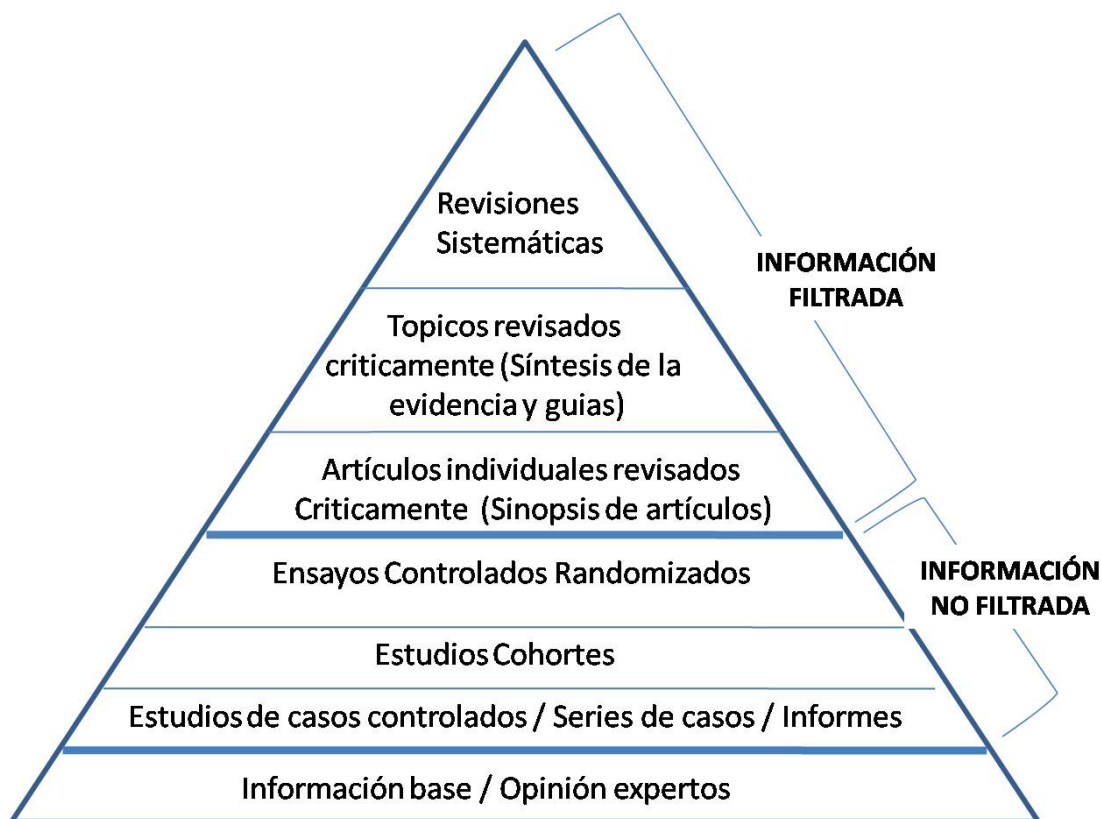 Revisiones
Sistemáticas
INFORMACIÓN
FILTRADA
Topicos revisados
criticamente (Síntesis de la
evidencia y guias)
Artículos individuales revisados
Criticamente (Sinopsis de artículos)
Ensayos Controlados Randomizados
INFORMACIÓN
NO FILTRADA
Estudios Cohortes
Estudios de casos controlados / Series de casos / Informes
Información base / Opinión expertos